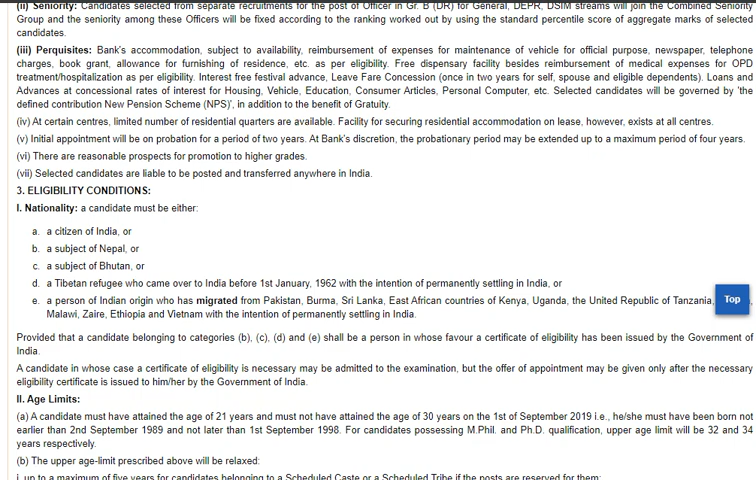 (ii) Seniority: Candidates selected from separate recruitments for the post of Officer in Gr. B (DR) for General, DEPR, DSIM streams will join the Combined Seniority
Group and the seniority among these Officers will be fixed according to the ranking worked out by using the standard percentile score of aggregate marks of selected
candidates.
(iii) Perquisites: Bank's accommodation, subject to availability, reimbursement of expenses for maintenance of vehicle for official purpose, newspaper, telephone
charges, book grant, allowance for furnishing of residence, etc. as per eligibility. Free dispensary facility besides reimbursement of medical expenses for OPD
treatment/hospitalization as per eligibility. Interest free festival advance, Leave Fare Concession (once in two years for self, spouse and eligible dependents). Loans and
Advances at concessional rates of interest for Housing, Vehicle, Education, Consumer Articles, Personal Computer, etc. Selected candidates will be governed by 'the
defined contribution New Pension Scheme (NPS)', in addition to the benefit of Gratuity.
(iv) At certain centres, limited number of residential quarters are available. Facility for securing residential accommodation on lease, however, exists at all centres.
(v) Initial appointment will be on probation for a period of two years. At Bank's discretion, the probationary period may be extended up to a maximum period of four years.
(vi) There are reasonable prospects for promotion to higher grades.
(vii) Selected candidates are liable to be posted and transferred anywhere in India.
3. ELIGIBILITY CONDITIONS:
I. Nationality: a candidate must be either:
a. a citizen of India, or
b. a subject of Nepal, or
c. a subject of Bhutan, or
d. a Tibetan refugee who came over to India before 1st January, 1962 with the intention of permanently settling in India, or
e. a person of Indian origin who has migrated from Pakistan, Burma, Sri Lanka, East African countries of Kenya, Uganda, the United Republic of Tanzania,
Top
Malawi, Zaire, Ethiopia and Vietnam with the intention of permanently settling in India.
Provided that a candidate belonging to categories (b), (c), (d) and (e) shall be a person in whose favour a certificate of eligibility has been issued by the Government of
India.
A candidate in whose case a certificate of eligibility is necessary may be admitted to the examination, but the offer of appointment may be given only after the necessary
eligibility certificate is issued to him/her by the Government of India.
II. Age Limits:
(a) A candidate must have attained the age of 21 years and must not have attained the age of 30 years on the 1st of September 2019 i.e., he/she must have been born not
earlier than 2nd September 1989 and not later than 1st September 1998. For candidates possessing M.Phil. and Ph.D. qualification, upper age limit will be 32 and 34
years respectively.
(b) The upper age-limit prescribed above will be relaxed:
i. up to a maximum of five years for candidates belonging to a Scheduled Caste or a Scheduled Tribe if the posts are reserved for them;